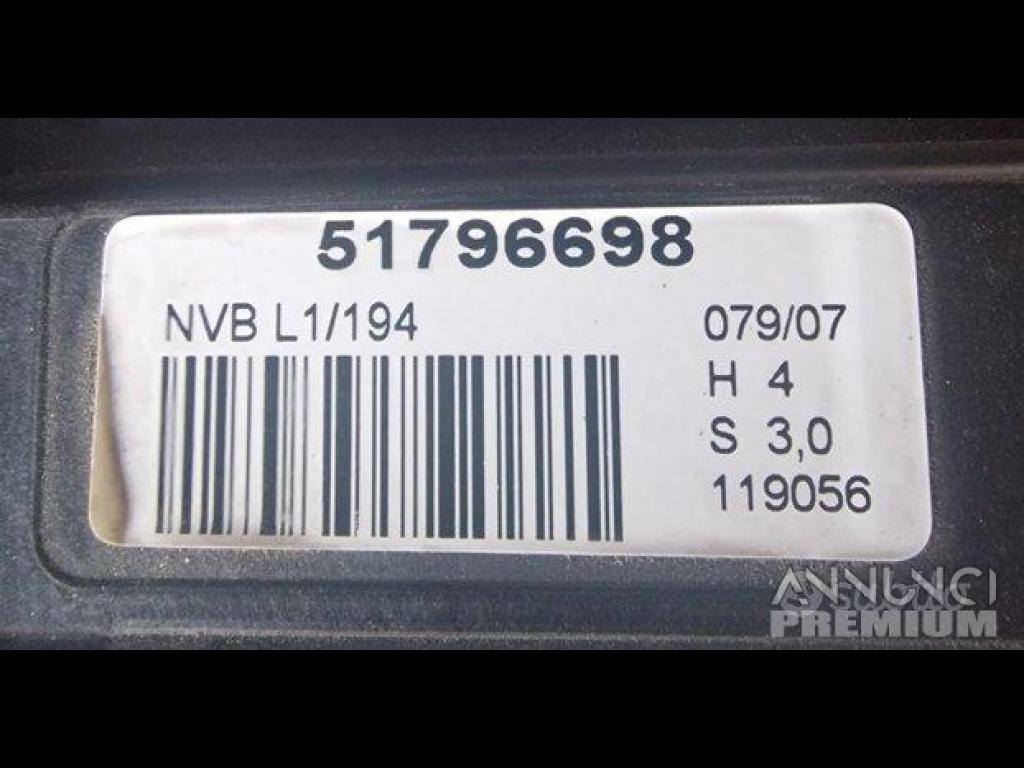 51796698
NVB L1/194
079/07
H 4
S 3,0
119056
ANNUNCI
PREMIUM